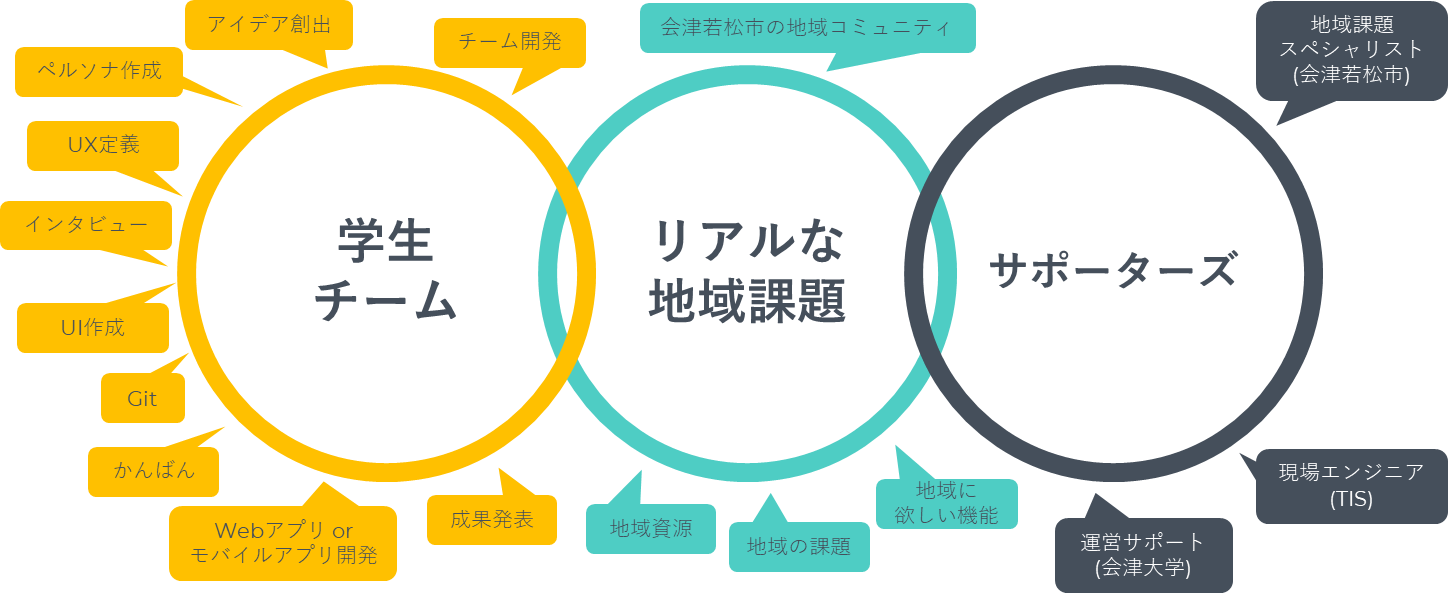 アイデア創出
チーム開発
ペルソナ作成
UX定義
インタビュー
UI作成
Git
かんばん
Webアプリ or
モバイルアプリ開発
成果発表
学生
チーム
会津若松市の地域コミュニティ
リアルな
地域課題
地域資源
地域の課題
地域に
欲しい機能
地域課題
スペシャリスト
(会津若松市)
サポーターズ
現場エンジニア
(TIS)
運営サポート
(会津大学)